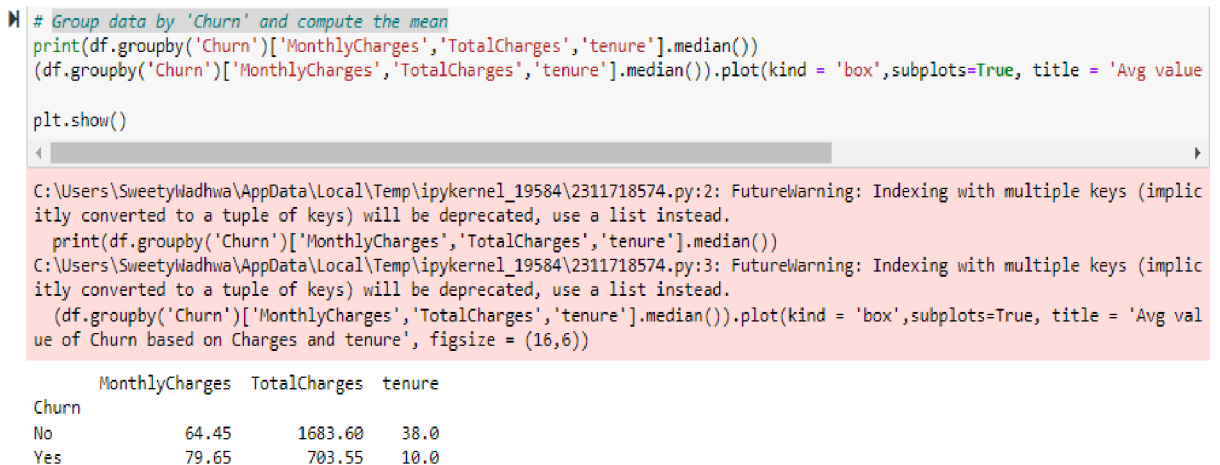 # Group data by 'Churn' and compute the mean
print(df.groupby('Churn')['MonthlyCharges','TotalCharges','tenure'].median())
(df.groupby('Churn')['MonthlyCharges','TotalCharges','tenure'].median()).plot(kind = 'box',subplots=True, title = 'Avg value
plt.show()
C:\Users\SweetyWadhwa\AppData\Local\Temp\ipykernel_19584\2311718574.py:2: FutureWarning: Indexing with multiple keys (implic
itly converted to a tuple of keys) will be deprecated, use a list instead.
  print(df.groupby('Churn')['MonthlyCharges','TotalCharges','tenure'].median())
C:\Users\SweetyWadhwa\AppData\Local\Temp\ipykernel_19584\2311718574.py:3: FutureWarning: Indexing with multiple keys (implic
itly converted to a tuple of keys) will be deprecated, use a list instead.
  (df.groupby('Churn')['MonthlyCharges','TotalCharges','tenure'].median()).plot(kind = 'box',subplots=True, title = 'Avg val
ue of Churn based on Charges and tenure', figsize = (16,6))
MonthlyCharges TotalCharges tenure
Churn
No 64.45 1683.60 38.0
Yes 79.65 703.55 10.0